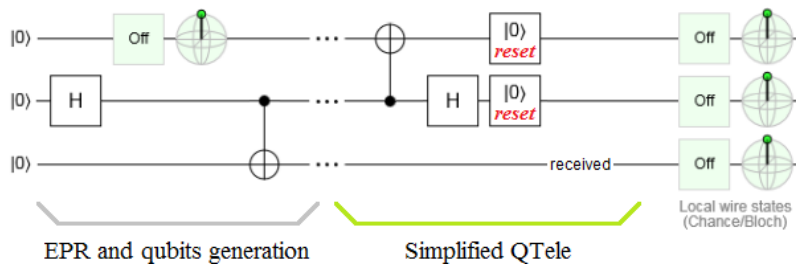 |0⟩ Off ... |0⟩ reset Off
|0⟩ H ... H |0⟩ reset Off
|0⟩ ... received Off
Local wire states
(Chance/Bloch)
EPR and qubits generation Simplified QTele